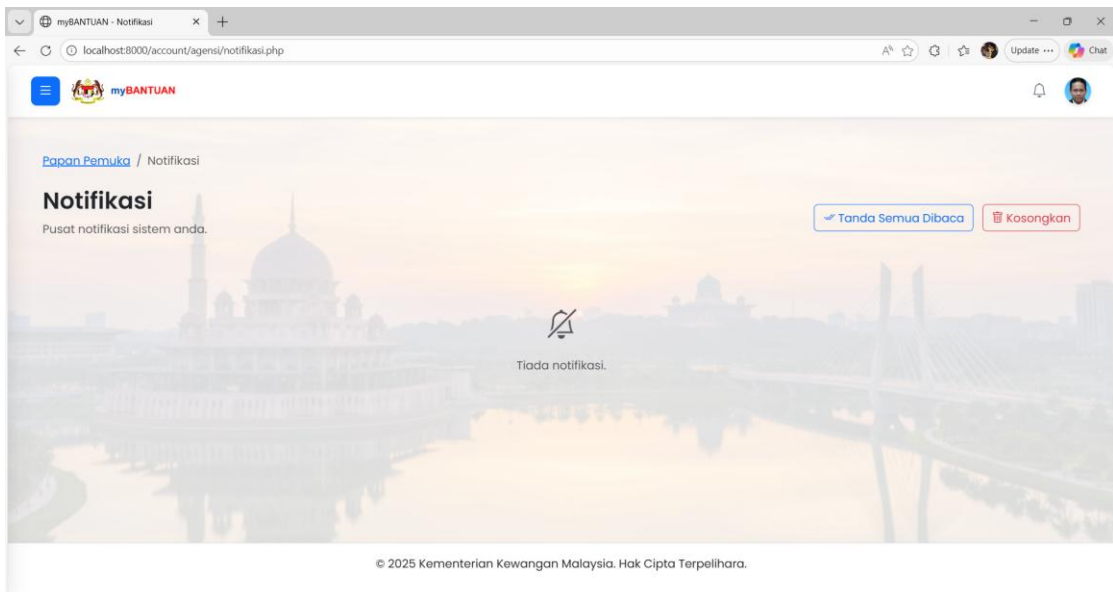 myBANTUAN - Notifikasi
localhost:8000/account/agensi/notifikasi.php
Update
Chat
myBANTUAN
Papan Pemuka / Notifikasi
Notifikasi
Pusat notifikasi sistem anda.
Tanda Semua Dibaca
Kosongkan
Tiada notifikasi.
© 2025 Kementerian Kewangan Malaysia. Hak Cipta Terpelihara.